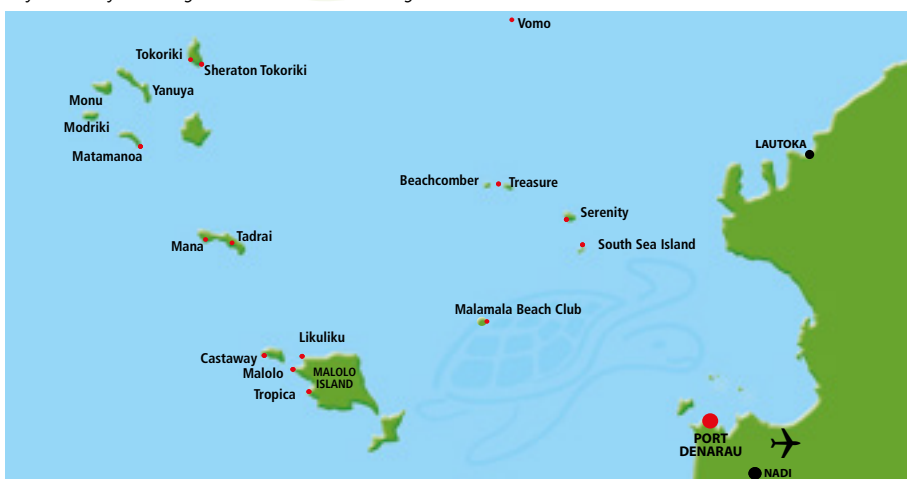 Vomo
Tokoriki
Sheraton Tokoriki
Yanuya
Monu
Modriki
Matamanoa
LAUTOKA
Beachcomber
Treasure
Serenity
South Sea Island
Mana
Tadrai
Malamala Beach Club
Likuliku
Castaway
Malolo
MALOLO
ISLAND
Tropica
PORT
DENARAU
NADI